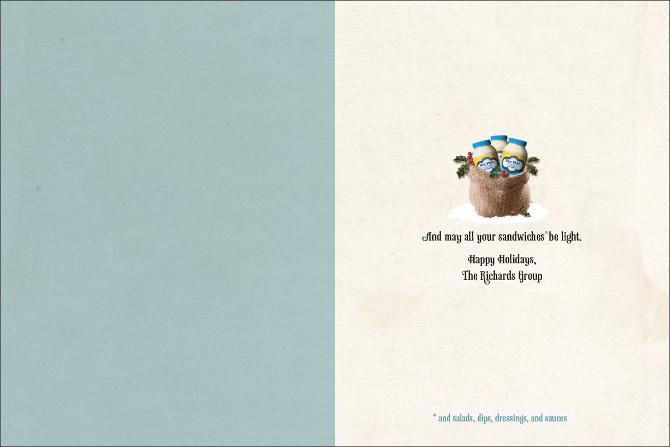 And may all your sandwiches* be light.
Happy Holidays,
The Richards Group
* and salads, dips, dressings, and sauces